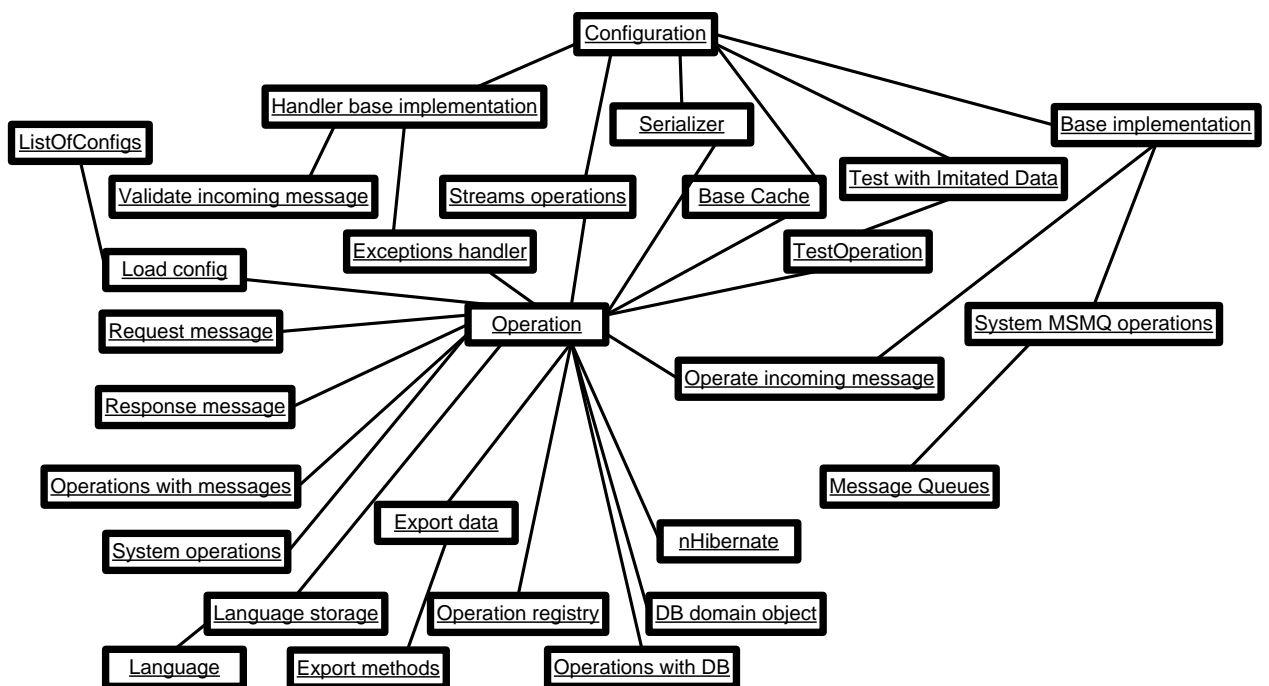 Configuration
Handler base implementation
Serializer
Base implementation
ListOfConfigs
Validate incoming message
Streams operations
Base Cache
Test with Imitated Data
Exceptions handler
TestOperation
Load config
Request message
Operation
System MSMQ operations
Operate incoming message
Response message
Operations with messages
Message Queues
Export data
System operations
nHibernate
Language storage
Operation registry
DB domain object
Language
Export methods
Operations with DB